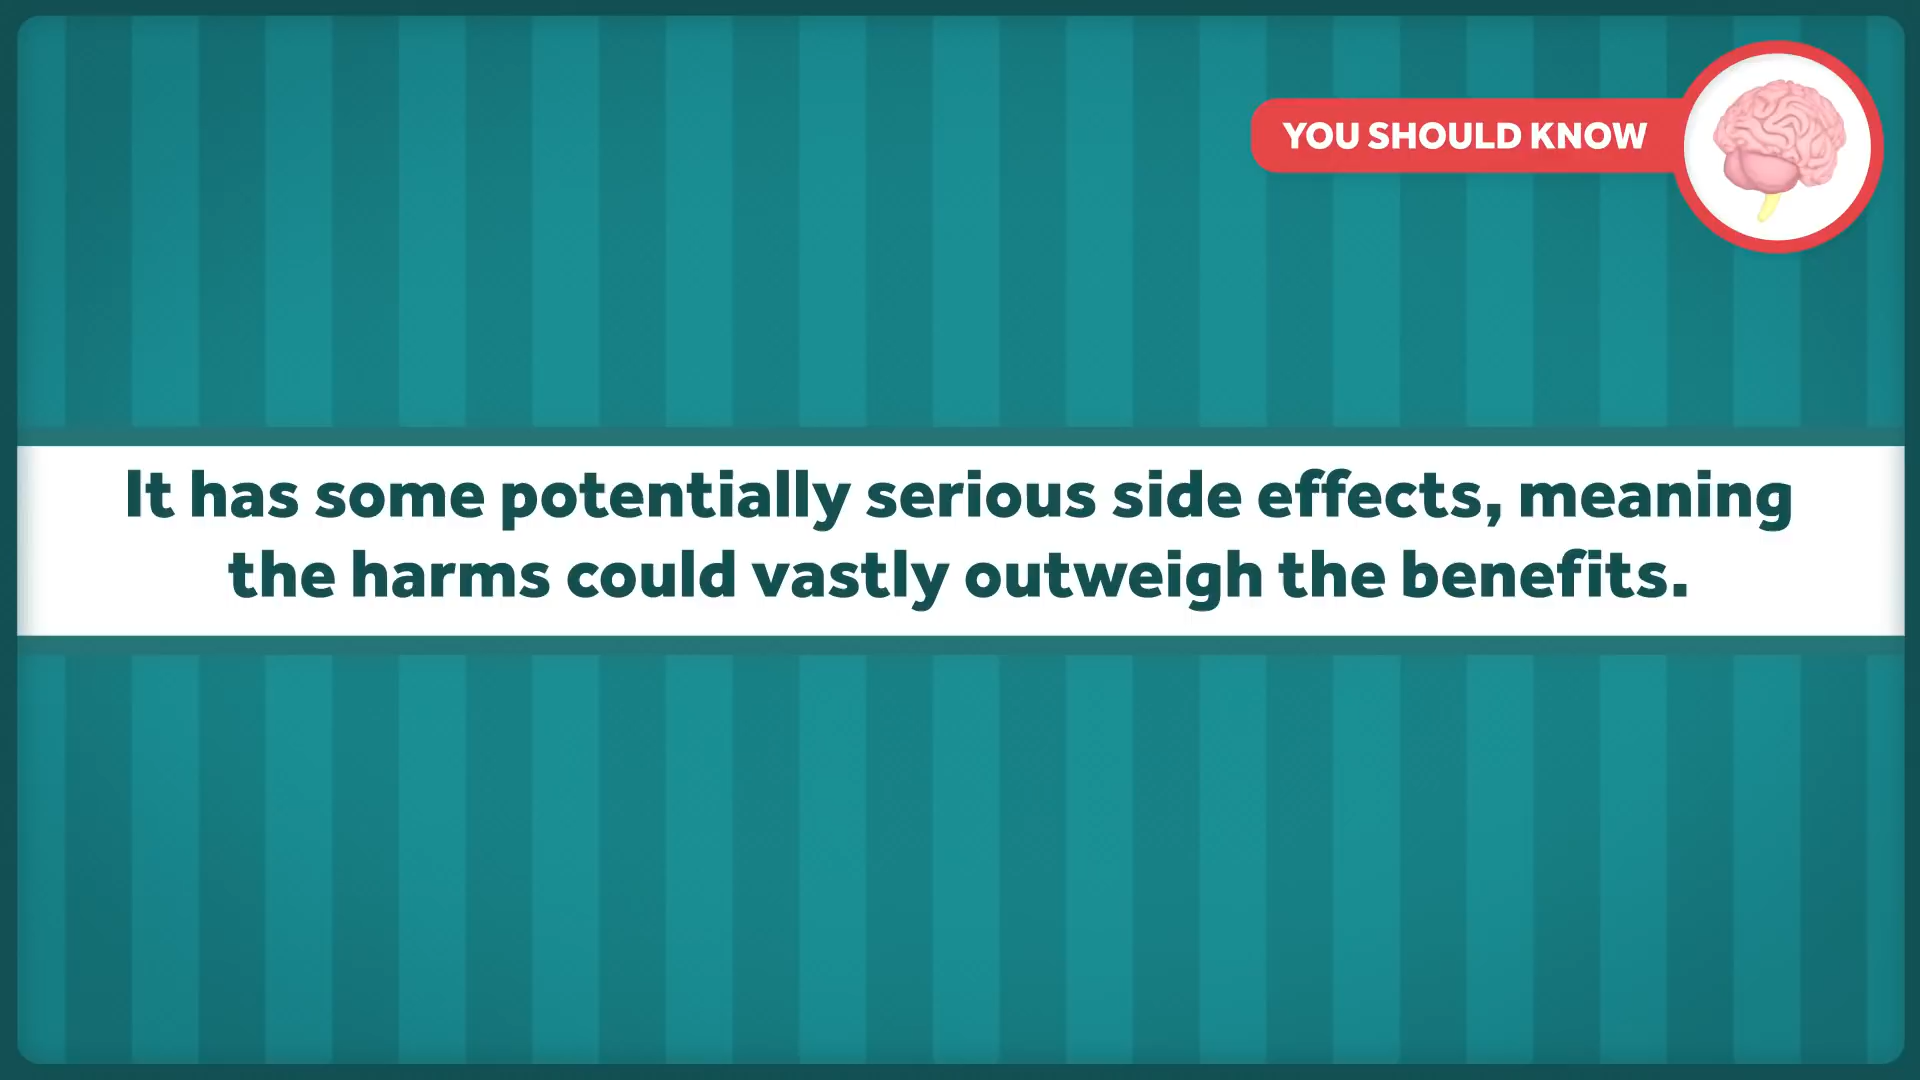 YOU SHOULD KNOW
It has some potentially serious side effects, meaning
the harms could vastly outweigh the benefits.